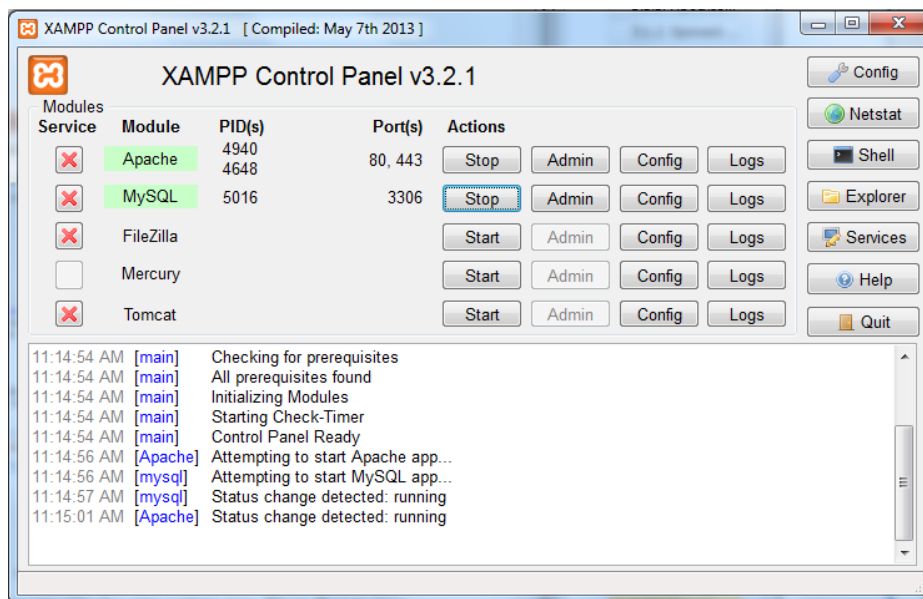 XAMPP Control Panel v3.2.1 [ Compiled: May 7th 2013 ]
XAMPP Control Panel v3.2.1
Config
Netstat
Shell
Explorer
Services
Help
Quit
Modules
Service Module PID(s) Port(s) Actions
Apache 4940 4648 80, 443 Stop Admin Config Logs
MySQL 5016 3306 Stop Admin Config Logs
FileZilla Start Admin Config Logs
Mercury Start Admin Config Logs
Tomcat Start Admin Config Logs
11:14:54 AM [main] Checking for prerequisites
11:14:54 AM [main] All prerequisites found
11:14:54 AM [main] Initializing Modules
11:14:54 AM [main] Starting Check-Timer
11:14:54 AM [main] Control Panel Ready
11:14:56 AM [Apache] Attempting to start Apache app...
11:14:56 AM [mysql] Attempting to start MySQL app...
11:14:57 AM [mysql] Status change detected: running
11:15:01 AM [Apache] Status change detected: running